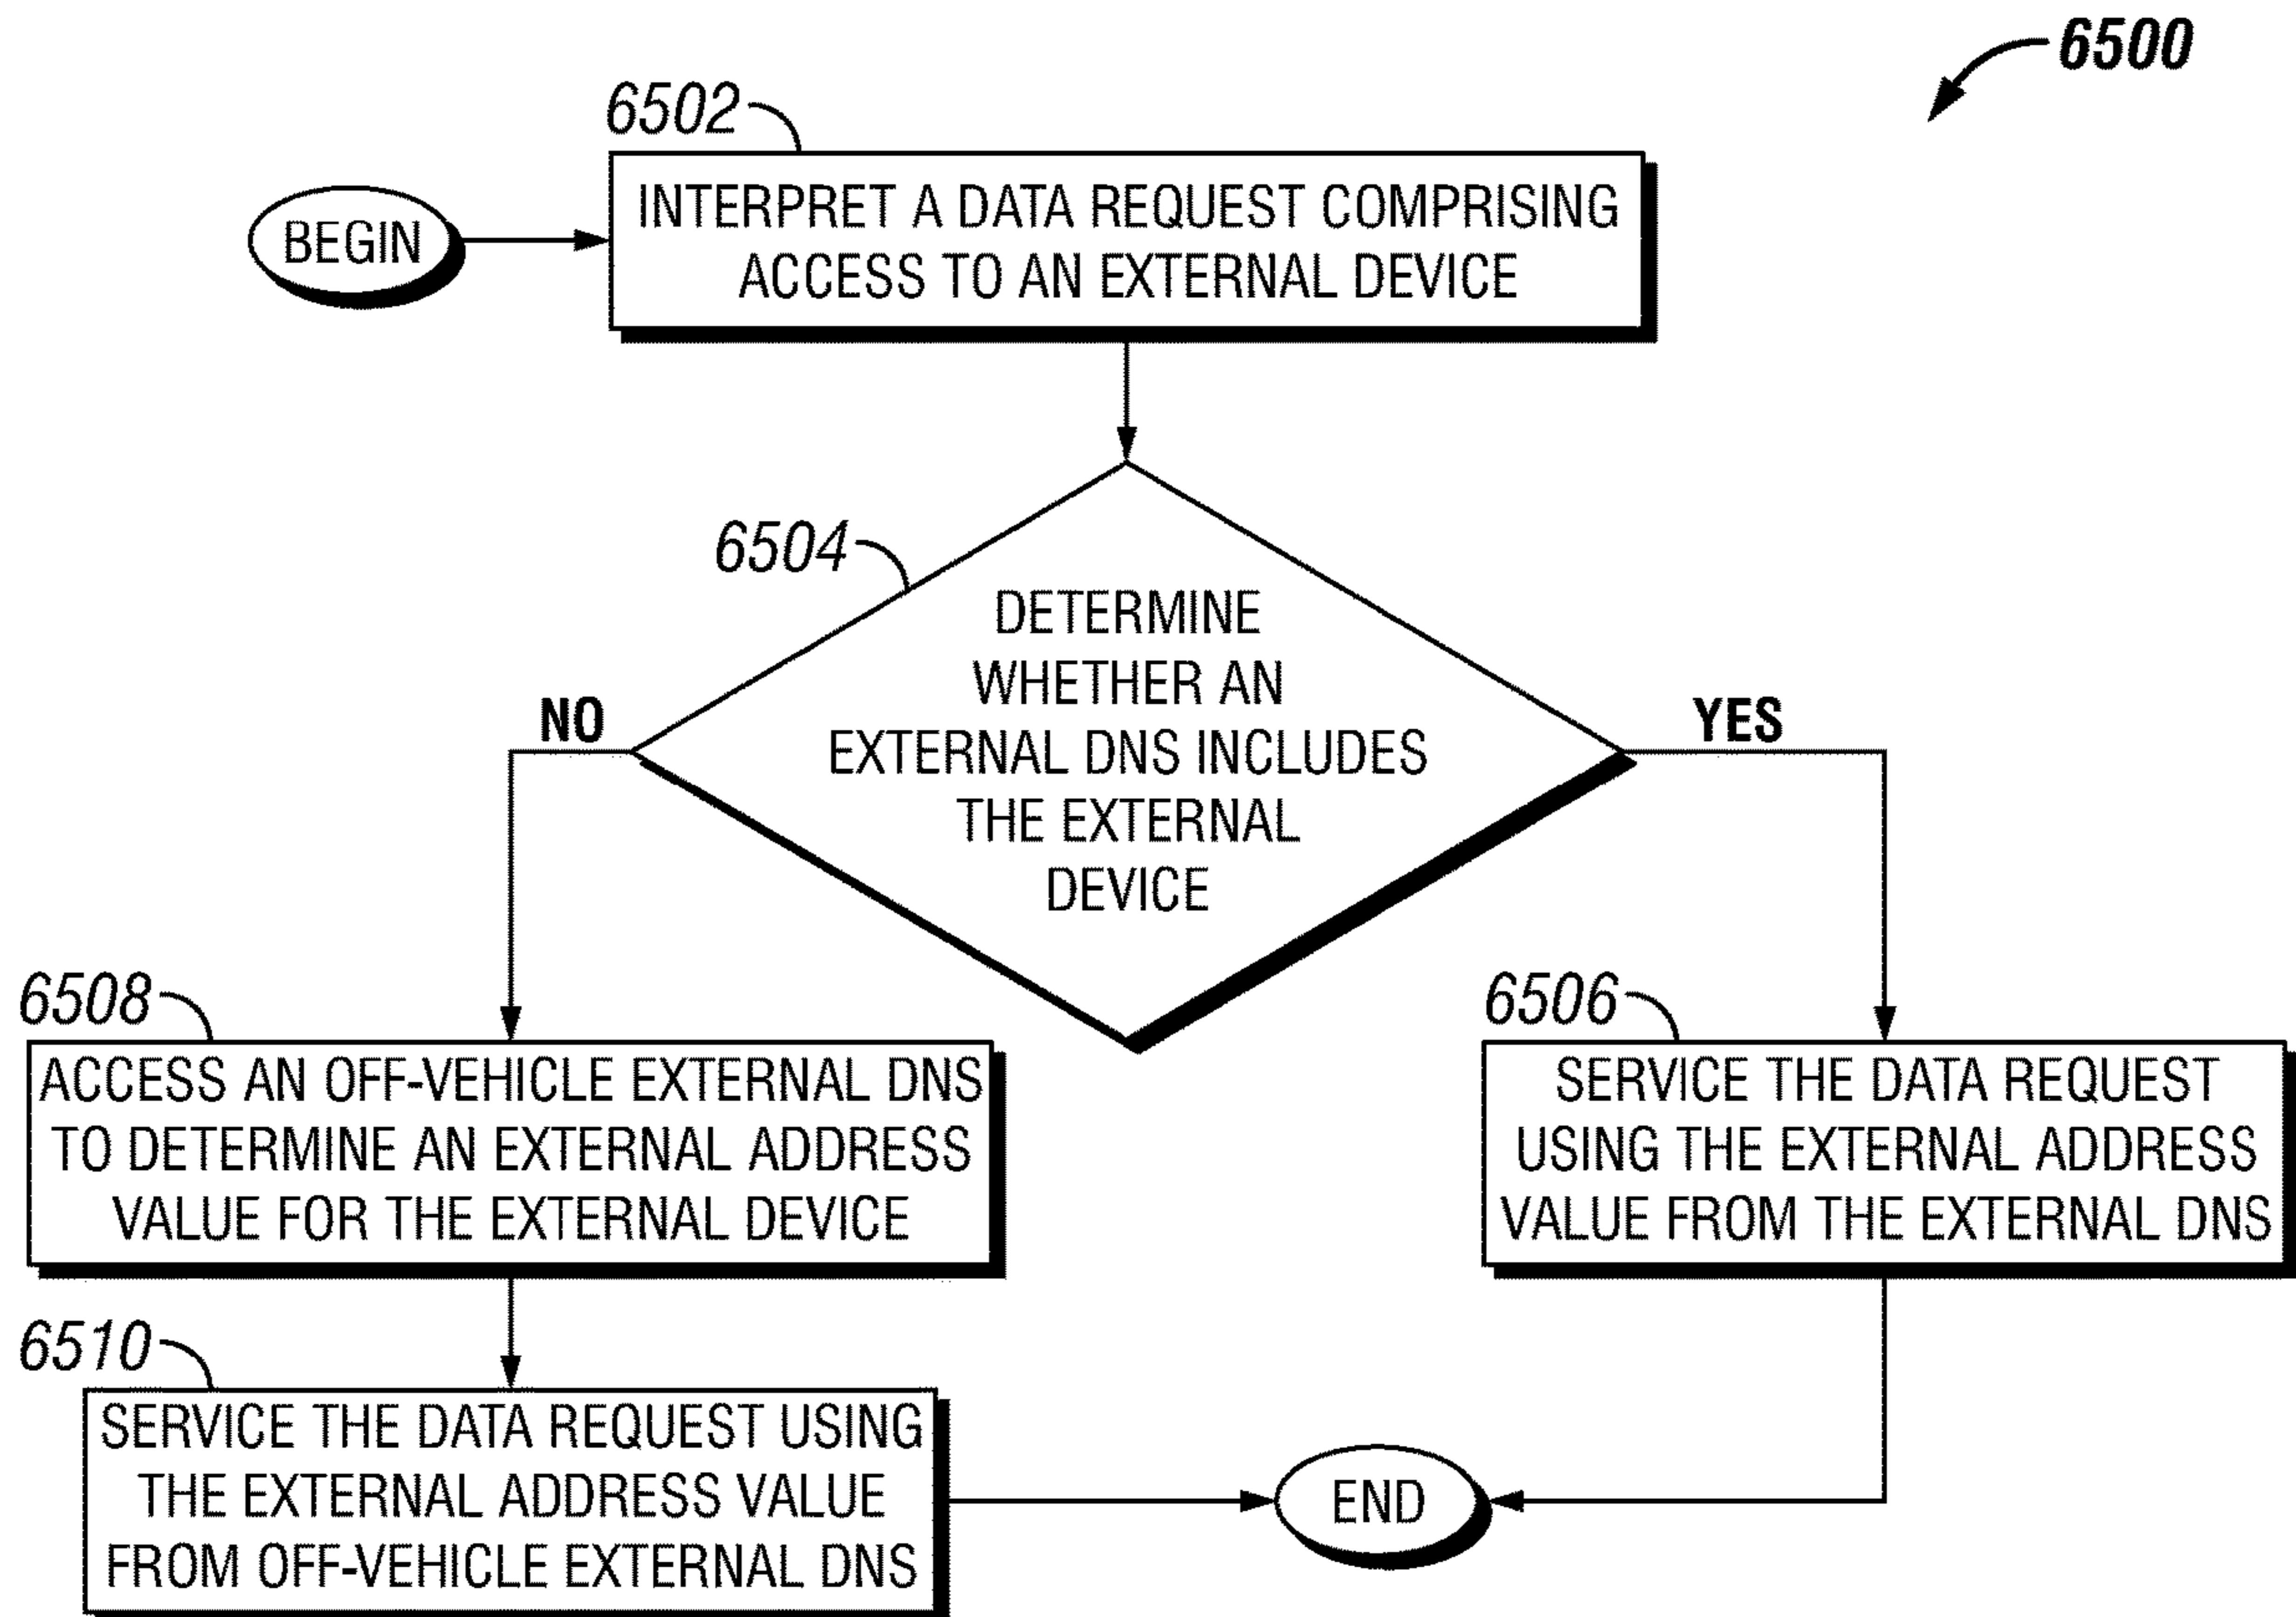 6500
6502
BEGIN
INTERPRET A DATA REQUEST COMPRISING
ACCESS TO AN EXTERNAL DEVICE
6504
DETERMINE
WHETHER AN
EXTERNAL DNS INCLUDES
THE EXTERNAL
DEVICE
NO
YES
6508
ACCESS AN OFF-VEHICLE EXTERNAL DNS
TO DETERMINE AN EXTERNAL ADDRESS
VALUE FOR THE EXTERNAL DEVICE
6506
SERVICE THE DATA REQUEST
USING THE EXTERNAL ADDRESS
VALUE FROM THE EXTERNAL DNS
6510
SERVICE THE DATA REQUEST USING
THE EXTERNAL ADDRESS VALUE
FROM OFF-VEHICLE EXTERNAL DNS
END